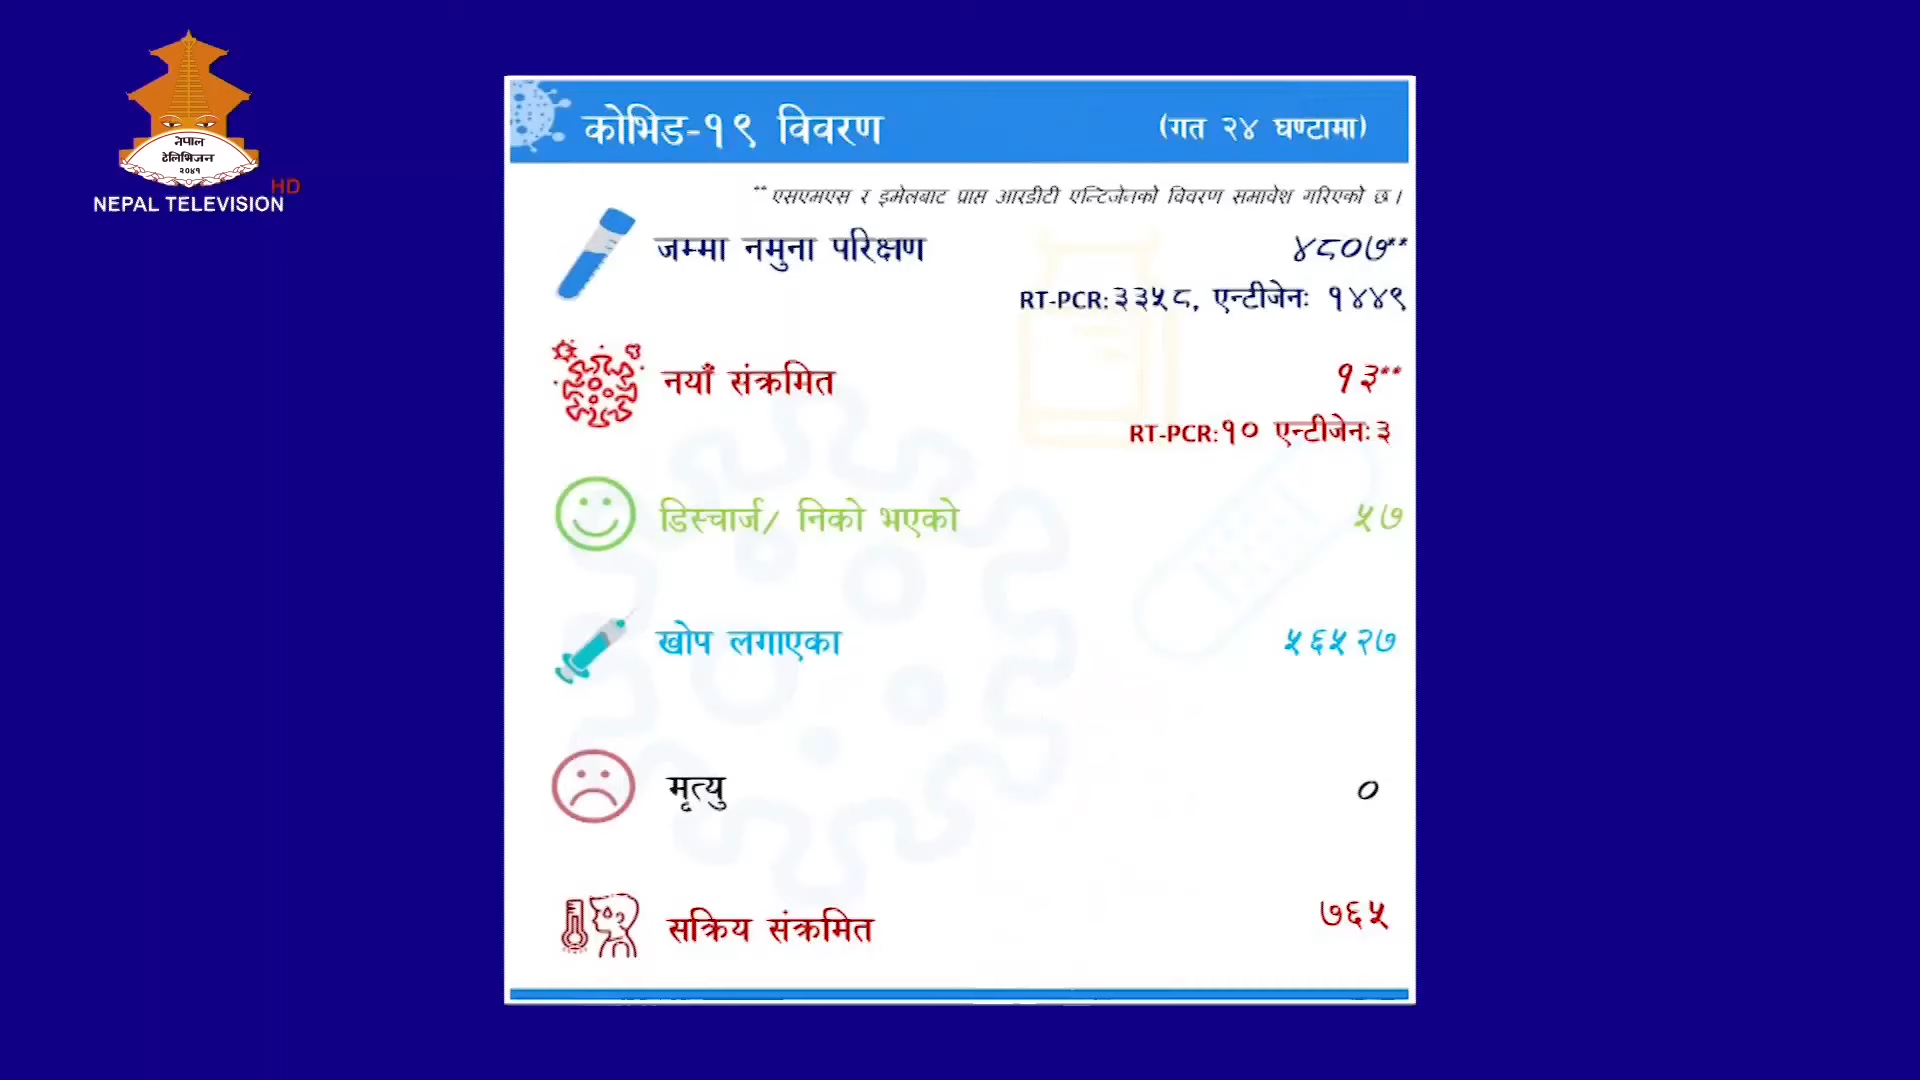 नेपाल
टेलिभिजन
२०४१
HD
NEPAL TELEVISION
कोभिड-१९ विवरण (गत २४ घण्टामा)
**एसएमएस र इमेलबाट प्राप्त आरडीटी एन्टिजेनको विवरण समावेश गरिएको छ।
जम्मा नमुना परिक्षण ४८०७**
RT-PCR:३३५८, एन्टीजेनः १४४९
नयाँ संक्रमित १३**
RT-PCR:१० एन्टीजेनः३
डिस्चार्ज/ निको भएको ५७
खोप लगाएका ५६५२७
मृत्यु ०
सक्रिय संक्रमित ७६५